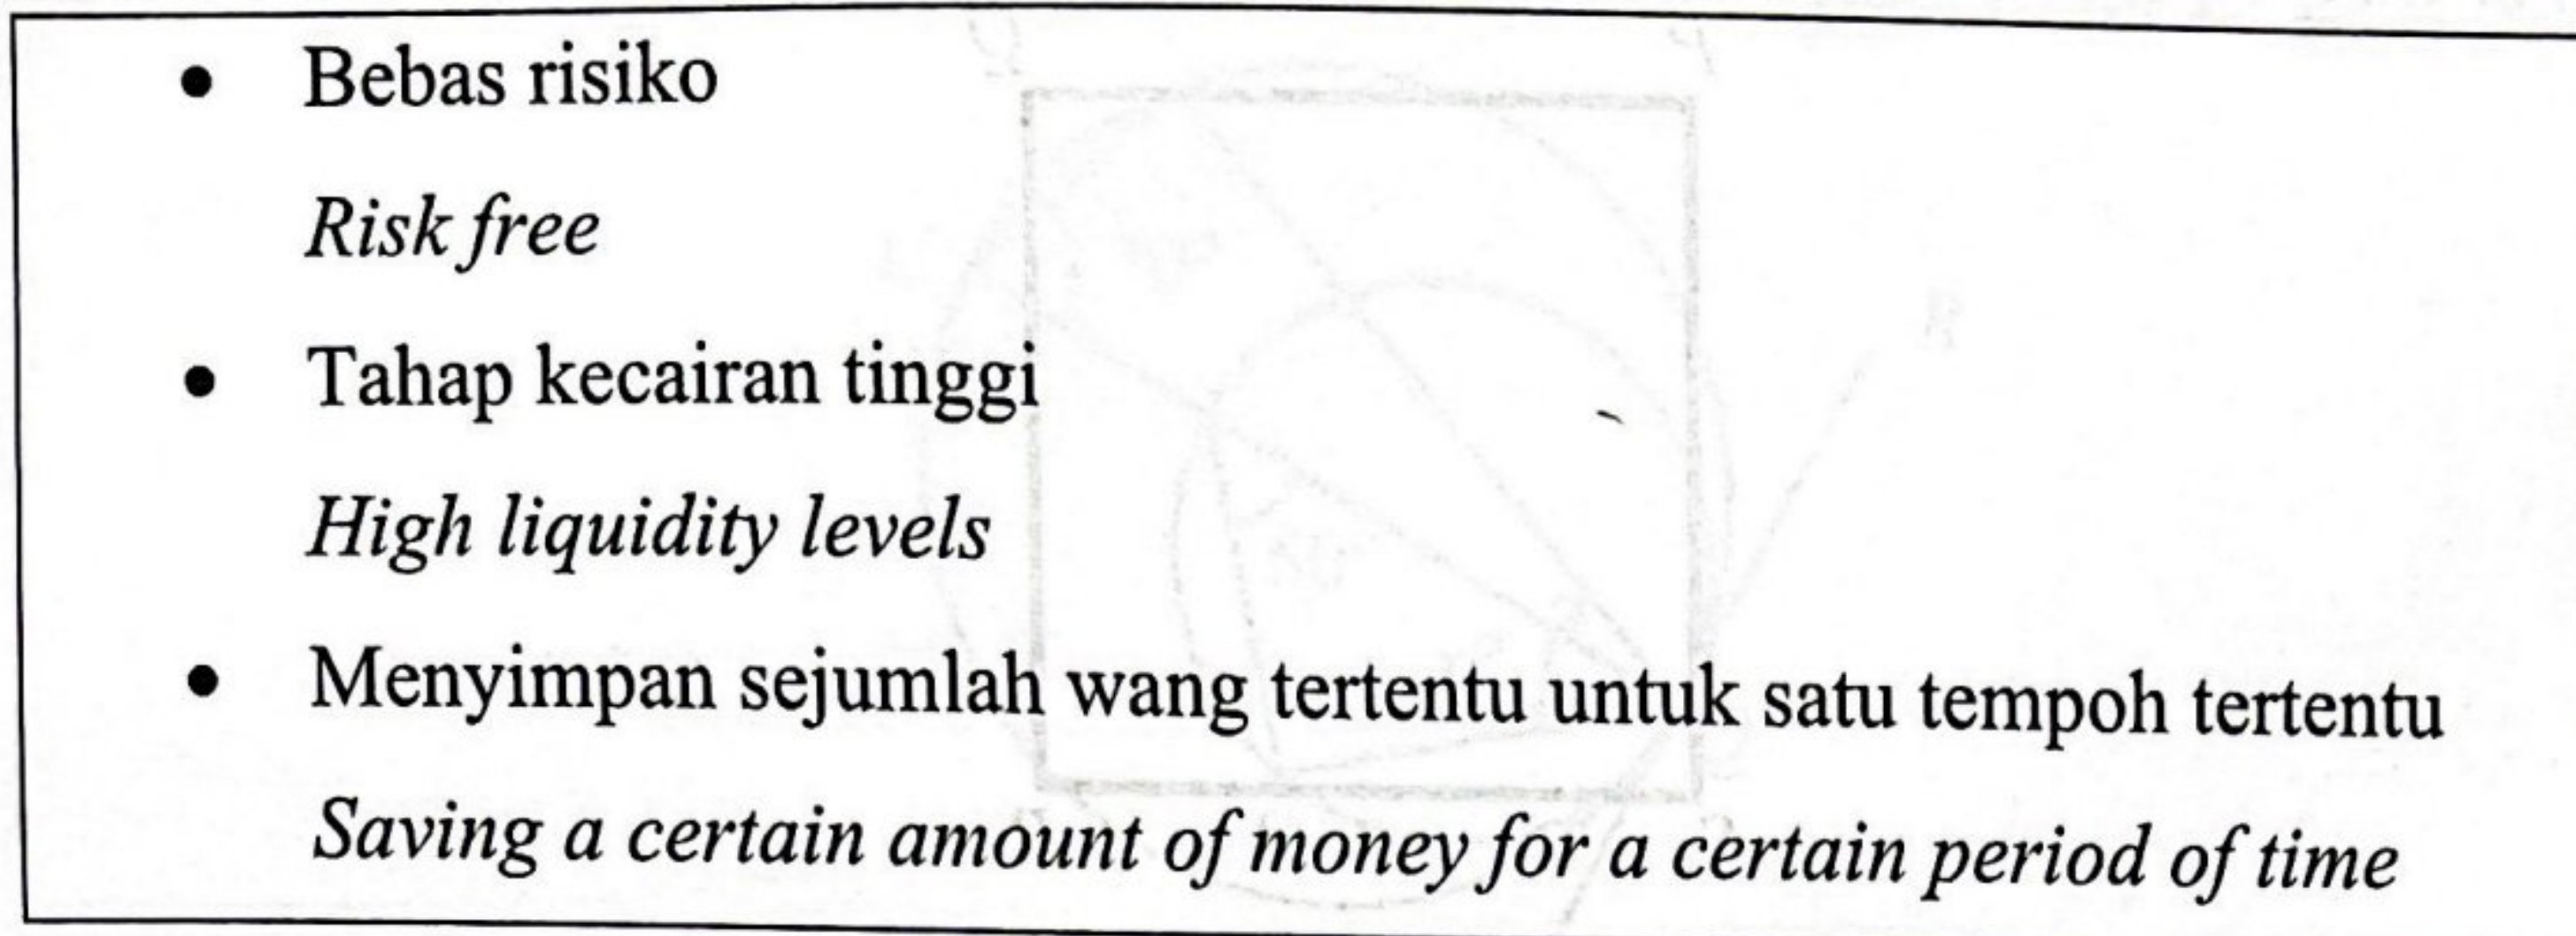 • Bebas risiko
Risk free
• Tahap kecairan tinggi
High liquidity levels
• Menyimpan sejumlah wang tertentu untuk satu tempoh tertentu
Saving a certain amount of money for a certain period of time